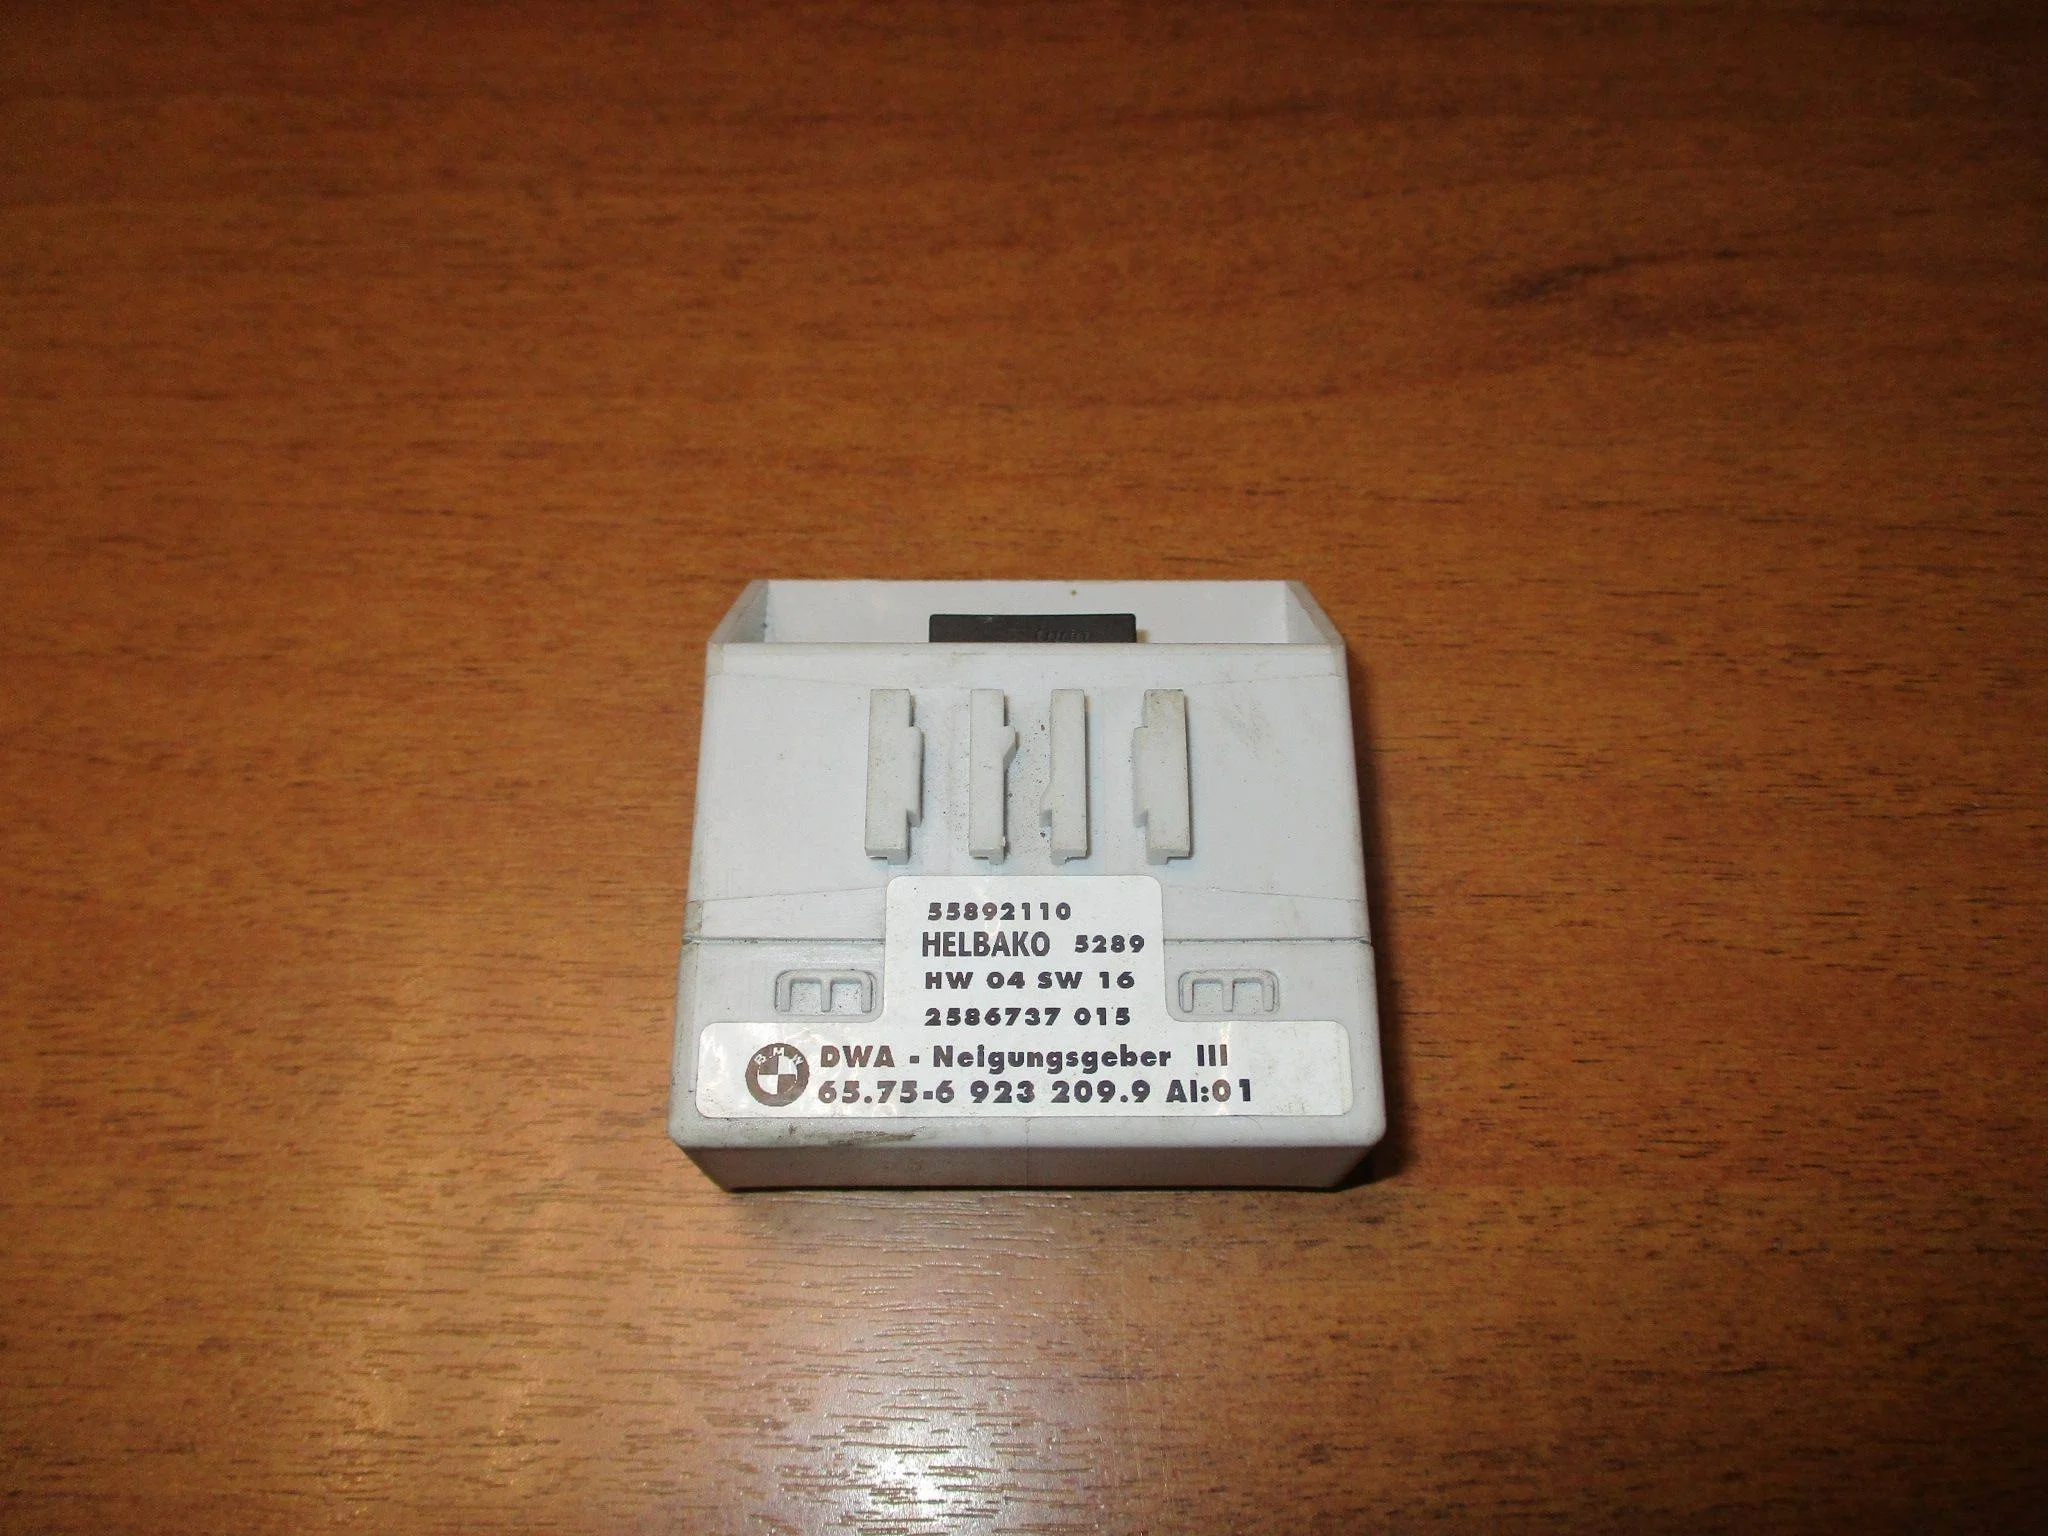 55892110
HELBAKO 5289
HW 04 SW 16
2586737 015
BMW
DWA - Neigungsgeber III
65.75-6 923 209.9 AI:01